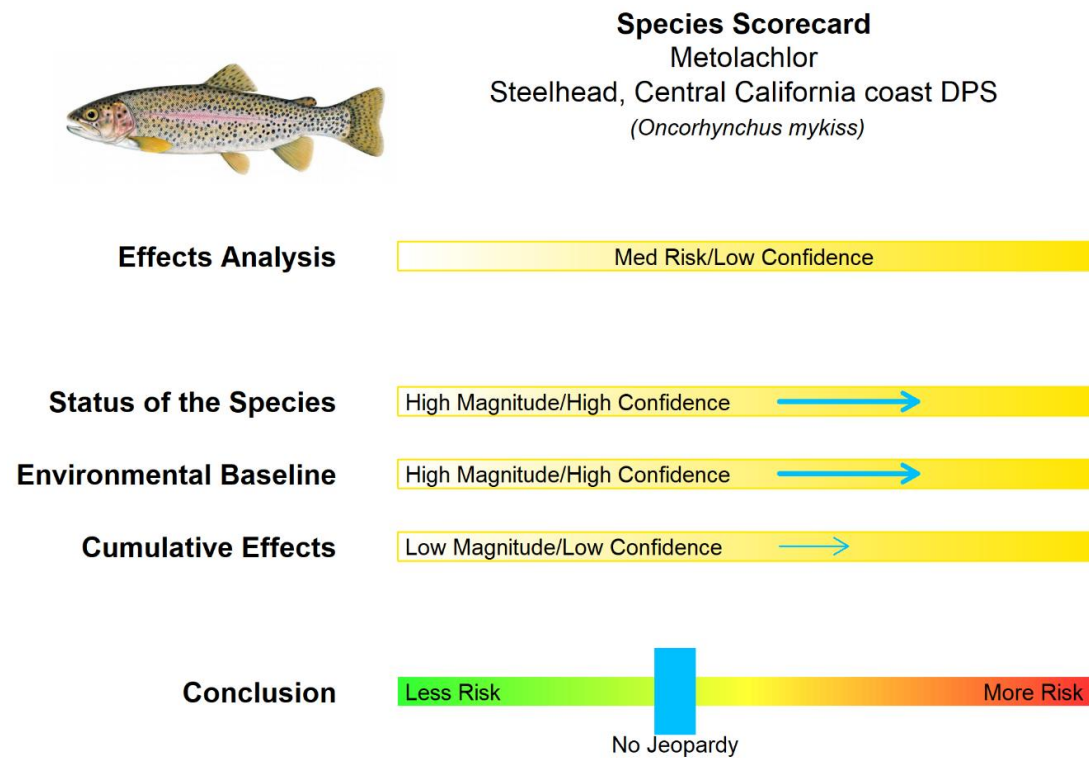 Species Scorecard
Metolachlor
Steelhead, Central California coast DPS
(Oncorhynchus mykiss)
Effects Analysis
Med Risk/Low Confidence
Status of the Species
High Magnitude/High Confidence
Environmental Baseline
High Magnitude/High Confidence
Cumulative Effects
Low Magnitude/Low Confidence
Conclusion
Less Risk
More Risk
No Jeopardy